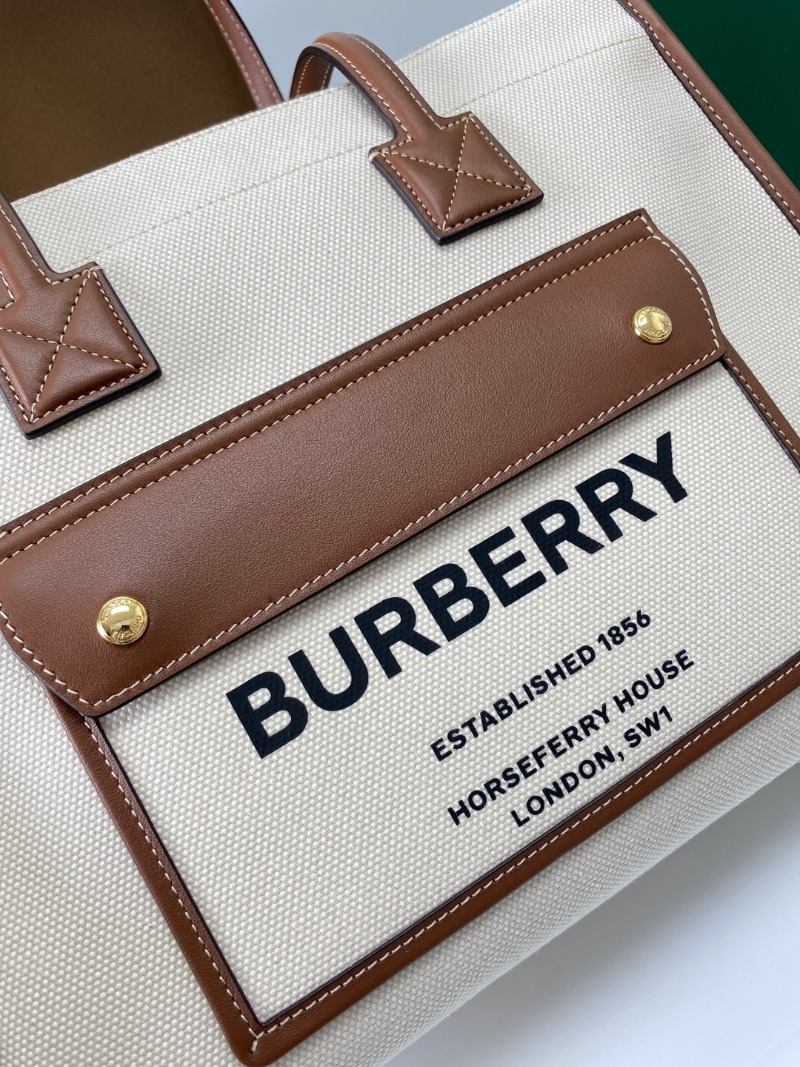 BURBERRY
ESTABLISHED 1856
HORSEFERRY HOUSE
LONDON, SW1